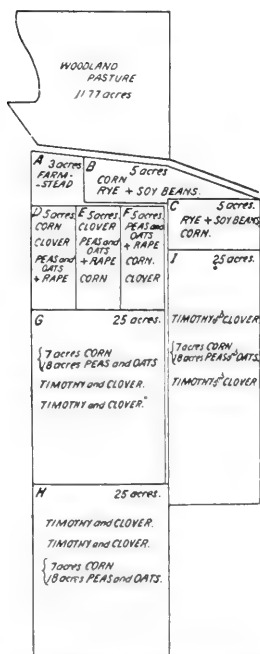 WOODLAND
PASTURE
1177 acres
A 3 acres
FARM-
-STEAD
B 5 acres
CORN
RYE + SOY BEANS.
C 5 acres.
RYE + SOY BEANS
CORN.
D 5 acres
CORN
CLOVER
PEAS and
OATS
+ RAPE
E 5 acres.
CLOVER
PEAS and
OATS
+ RAPE
CORN
F 5 acres.
PEAS and
OATS
+ RAPE
CORN.
CLOVER
G 25 acres.
7 acres CORN
18 acres PEAS and OATS
TIMOTHY and CLOVER.
TIMOTHY and CLOVER.
I 25 acres.
TIMOTHY & CLOVER.
7 acres CORN
18 acres PEAS & OATS
TIMOTHY & CLOVER
H 25 acres.
TIMOTHY and CLOVER.
TIMOTHY and CLOVER.
7 acres CORN
18 acres PEAS and OATS.